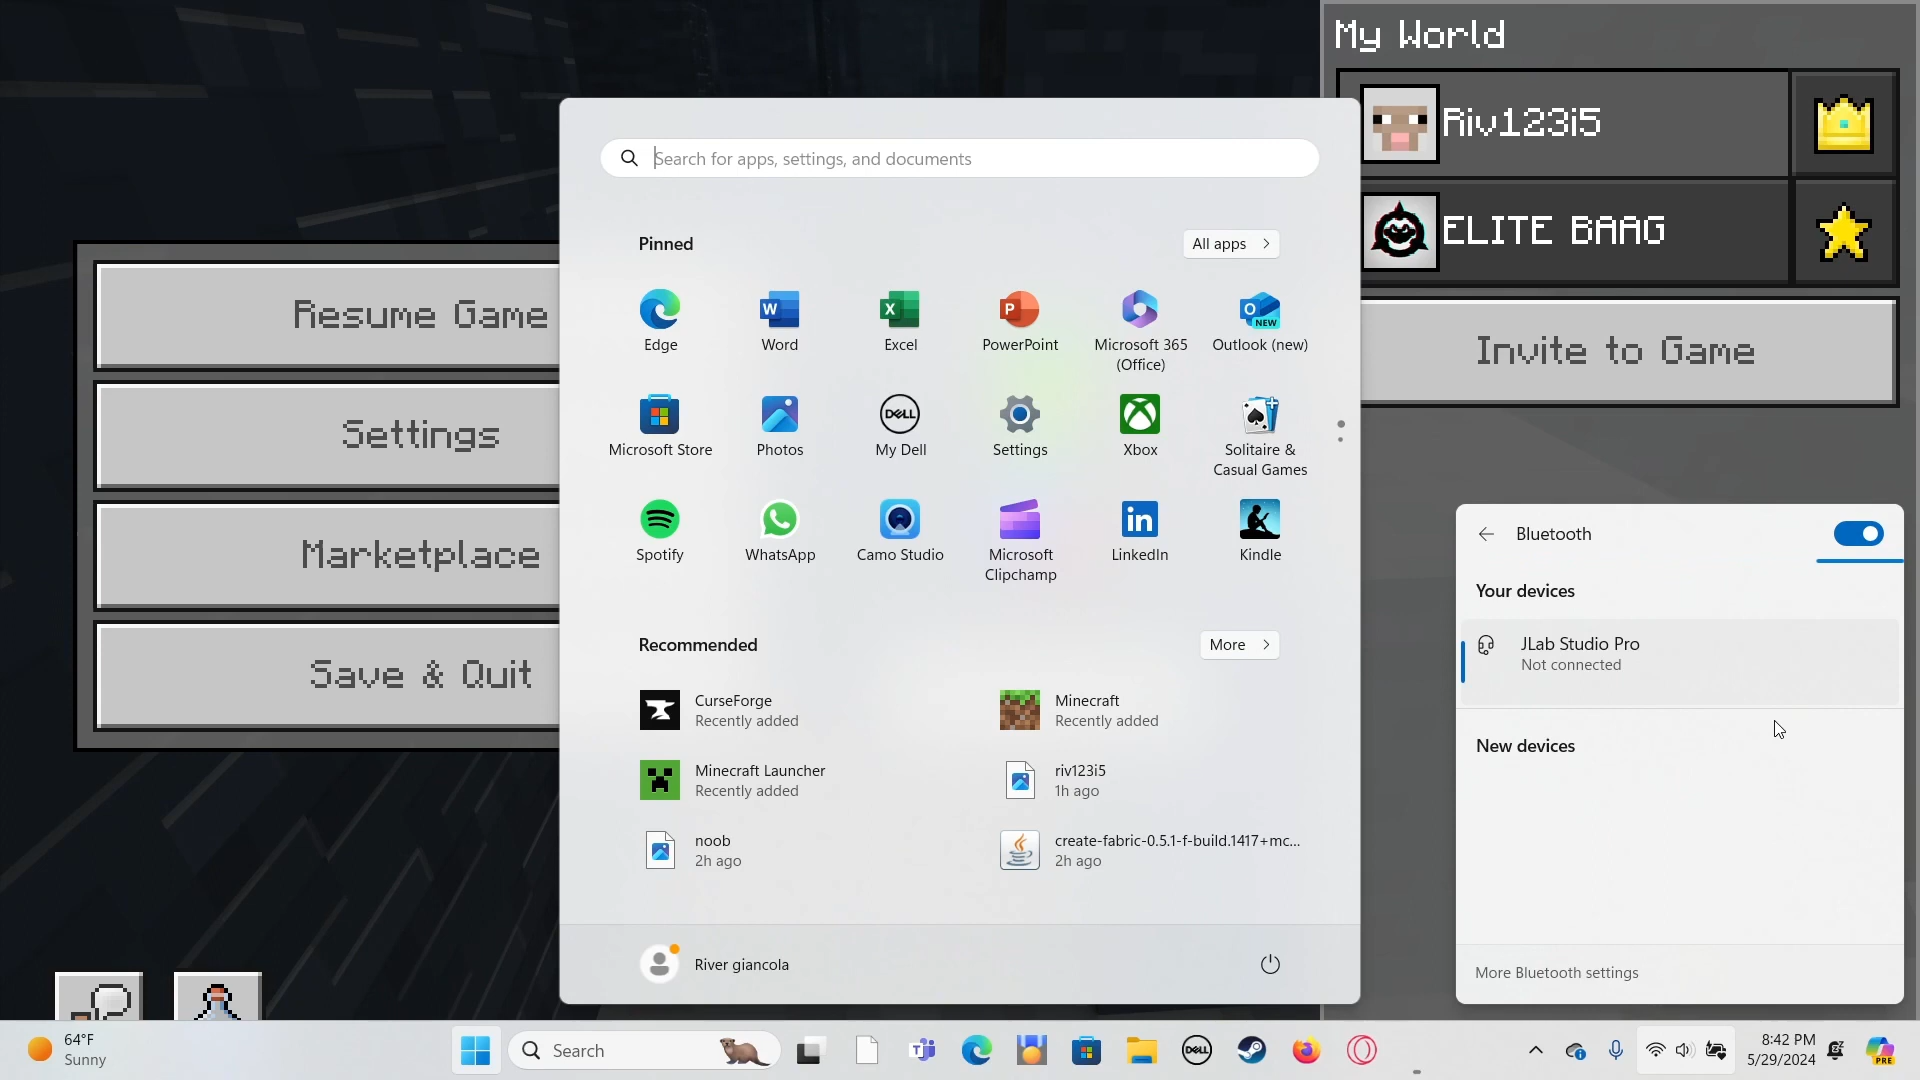 My World
Riv123i5
ELITE BAAG
Invite to Game
Resume Game
Settings
Marketplace
Save & Quit
Search for apps, settings, and documents
Pinned
All apps
Edge
Word
Excel
PowerPoint
Microsoft 365
(Office)
Outlook (new)
Microsoft Store
Photos
My Dell
Settings
Xbox
Solitaire &
Casual Games
Spotify
WhatsApp
Camo Studio
Microsoft
Clipchamp
LinkedIn
Kindle
Recommended
More
CurseForge
Recently added
Minecraft
Recently added
Minecraft Launcher
Recently added
riv123i5
1h ago
noob
2h ago
create-fabric-0.5.1-f-build.1417+mc...
2h ago
River giancola
Bluetooth
Your devices
JLab Studio Pro
Not connected
New devices
More Bluetooth settings
64°F
Sunny
Search
8:42 PM
5/29/2024